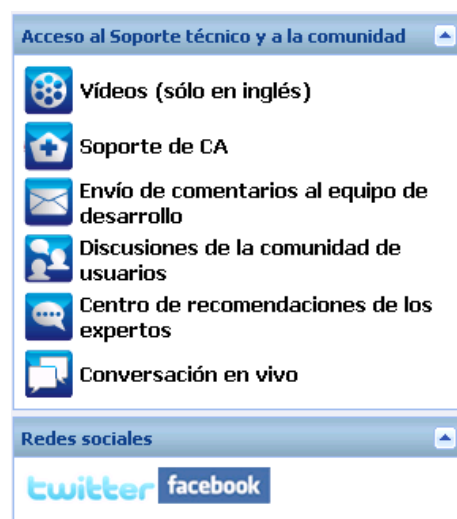 Acceso al Soporte técnico y a la comunidad
Vídeos (sólo en inglés)
Soporte de CA
Envío de comentarios al equipo de
desarrollo
Discusiones de la comunidad de
usuarios
Centro de recomendaciones de los
expertos
Conversación en vivo
Redes sociales
twitter facebook